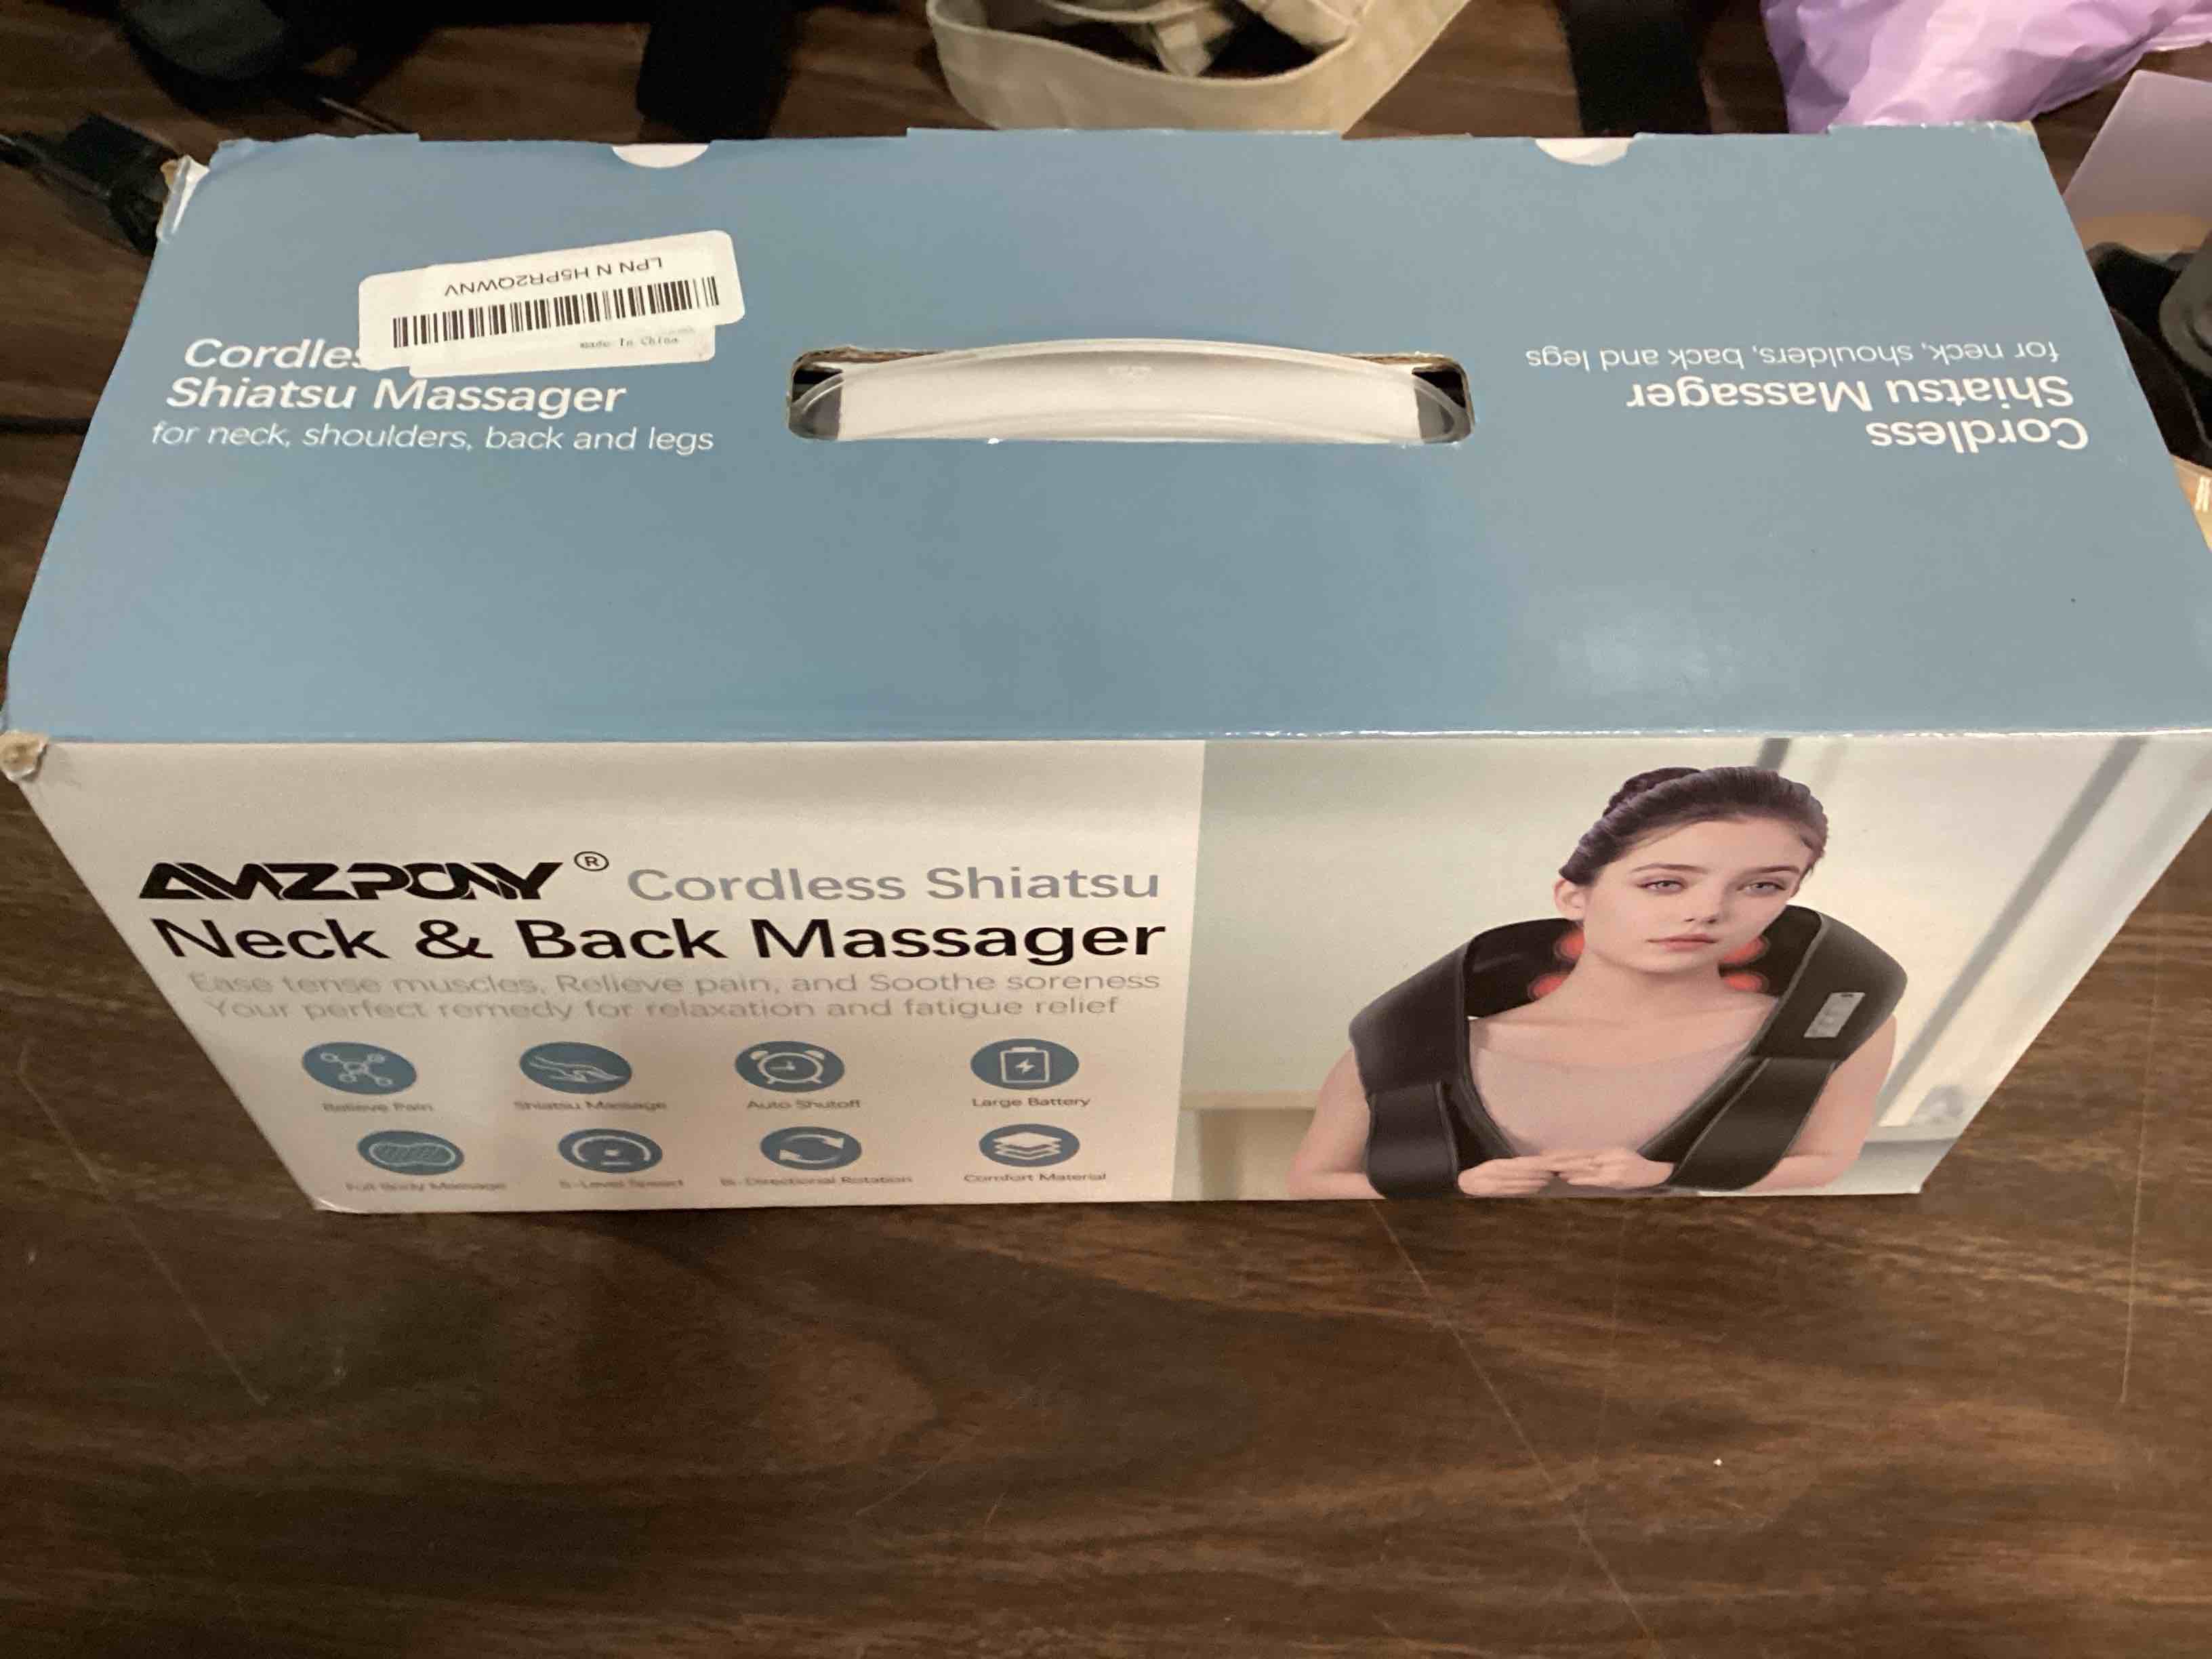 LPN N H5PR2QWNV
made In China
Cordles
Shiatsu Massager
for neck, shoulders, back and legs
Cordless
Shiatsu Massager
for neck, shoulders, back and legs
AMZPONY® Cordless Shiatsu
Neck & Back Massager
Ease tense muscles, Relieve pain, and Soothe soreness
Your perfect remedy for relaxation and fatigue relief
Relieve Pain
Shiatsu Massage
Auto Shutoff
Large Battery
Full Body Massage
Bi-Directional Rotation
Comfort Material